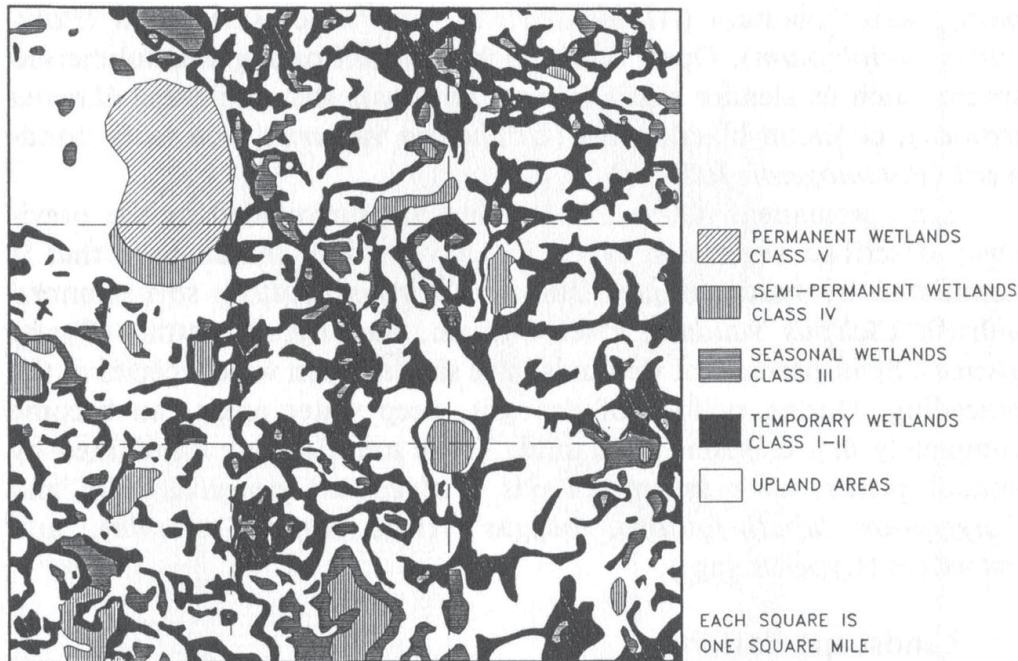 PERMANENT WETLANDS
CLASS V
SEMI-PERMANENT WETLANDS
CLASS IV
SEASONAL WETLANDS
CLASS III
TEMPORARY WETLANDS
CLASS I-II
UPLAND AREAS
EACH SQUARE IS
ONE SQUARE MILE